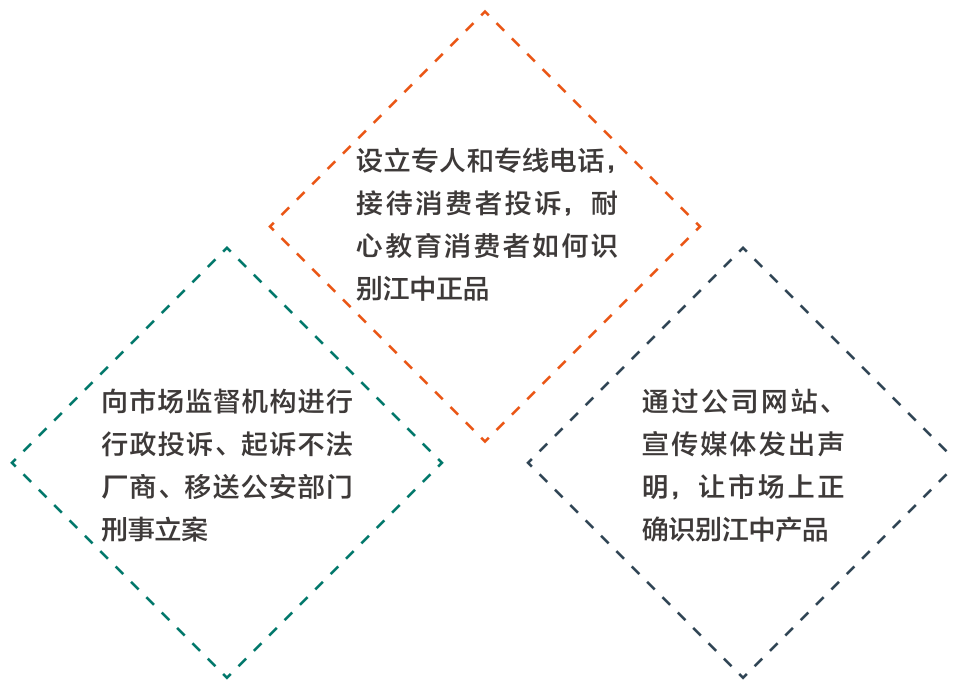 设立专人和专线电话，
接待消费者投诉，耐
心教育消费者如何识
别江中正品
向市场监督机构进行
行政投诉、起诉不法
厂商、移送公安部门
刑事立案
通过公司网站、
宣传媒体发出声
明，让市场上正
确识别江中产品